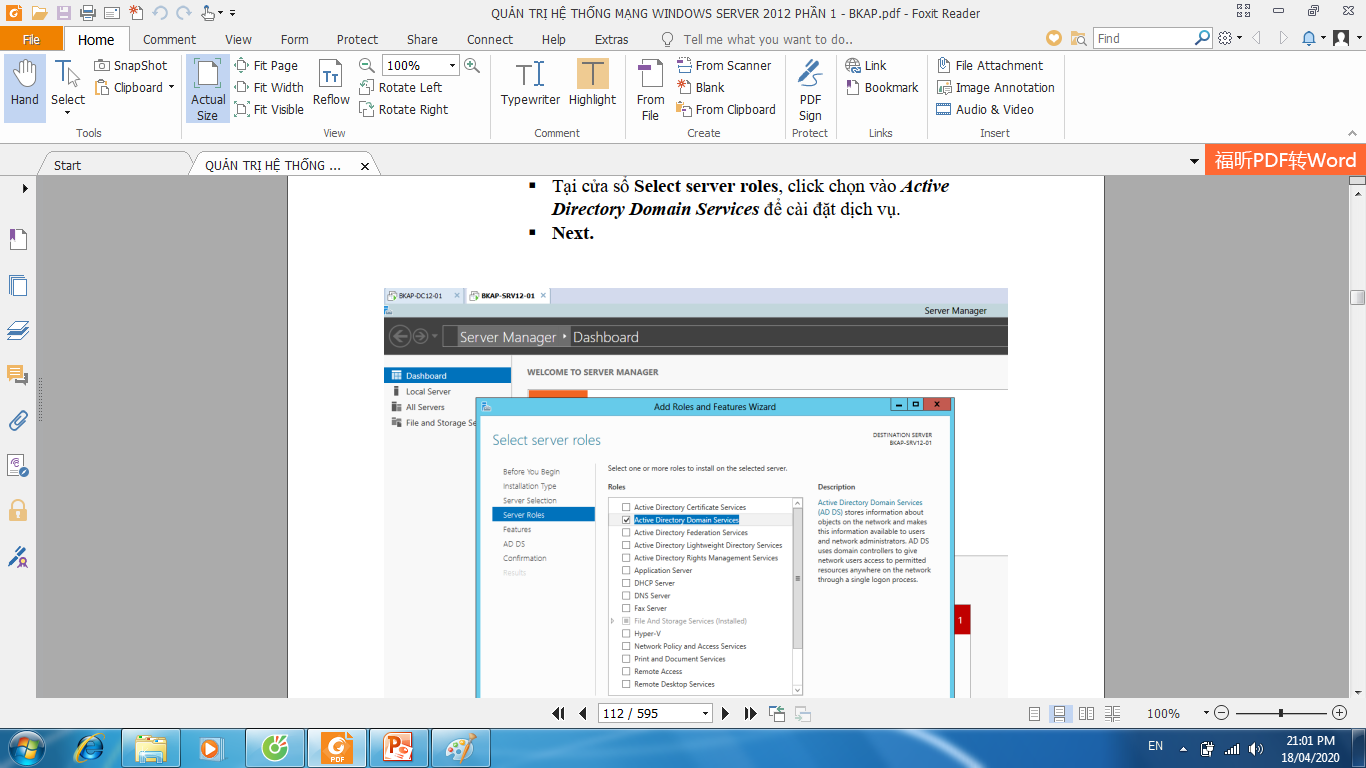 QUẢN TRỊ HỆ THỐNG MẠNG WINDOWS SERVER 2012 PHẦN 1 - BKAP.pdf - Foxit Reader
File Home Comment View Form Protect Share Connect Help Extras Tell me what you want to do.. Find
Hand
Select
SnapShot
Clipboard
Tools
Actual Size
Fit Page
Fit Width
Fit Visible
Reflow
100%
Rotate Left
Rotate Right
View
Typewriter
Highlight
Comment
From File
From Scanner
Blank
From Clipboard
Create
PDF Sign
Protect
Link
Bookmark
Links
File Attachment
Image Annotation
Audio & Video
Insert
Start
QUẢN TRỊ HỆ THỐNG ...
福昕PDF转Word
Tại cửa sổ Select server roles, click chọn vào Active
Directory Domain Services để cài đặt dịch vụ.
Next.
BKAP-DC12-01
BKAP-SRV12-01
Server Manager
Server Manager Dashboard
Dashboard
Local Server
All Servers
File and Storage Se
WELCOME TO SERVER MANAGER
Add Roles and Features Wizard
Select server roles
DESTINATION SERVER
BKAP-SRV12-01
Before You Begin
Installation Type
Server Selection
Server Roles
Features
AD DS
Confirmation
Results
Select one or more roles to install on the selected server.
Roles
Active Directory Certificate Services
Active Directory Domain Services
Active Directory Federation Services
Active Directory Lightweight Directory Services
Active Directory Rights Management Services
Application Server
DHCP Server
DNS Server
Fax Server
File And Storage Services (Installed)
Hyper-V
Network Policy and Access Services
Print and Document Services
Remote Access
Remote Desktop Services
Description
Active Directory Domain Services
(AD DS) stores information about
objects on the network and makes
this information available to users
and network administrators. AD DS
uses domain controllers to give
network users access to permitted
resources anywhere on the network
through a single logon process.
1
112 / 595
100%
PDF
EN
21:01 PM
18/04/2020